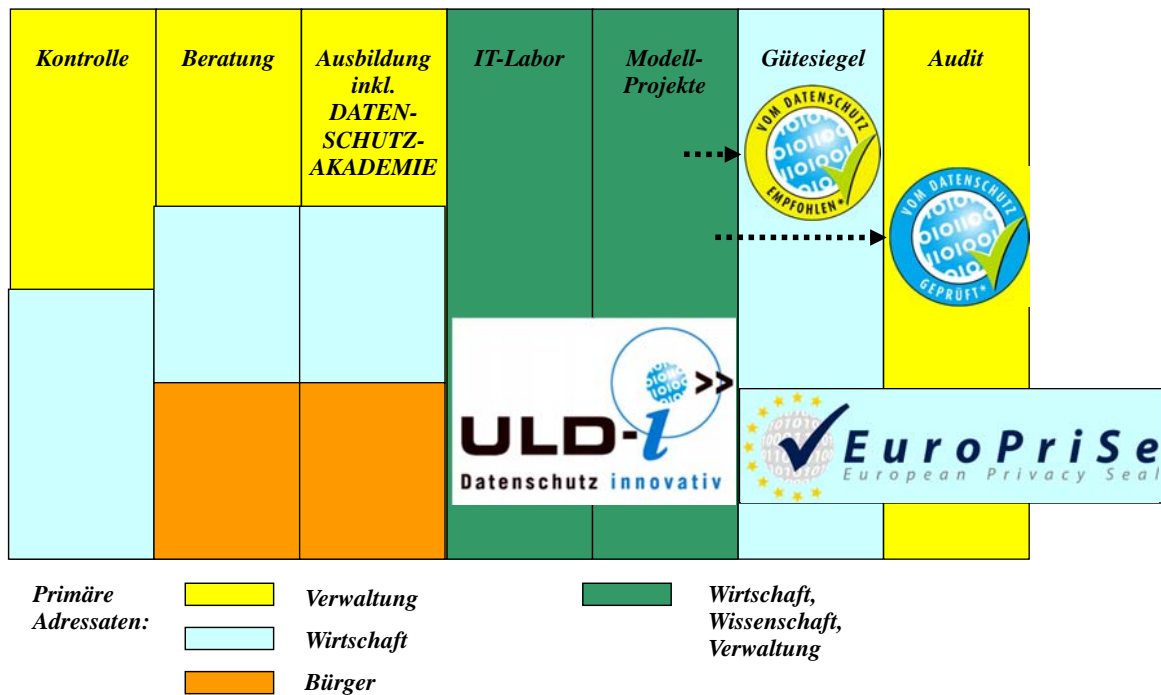 Kontrolle
Beratung
Ausbildung
inkl.
DATEN-
SCHUTZ-
AKADEMIE
IT-Labor
Modell-
Projekte
Gütesiegel
Audit
VOM DATENSCHUTZ
EMPFOHLEN*
VOM DATENSCHUTZ
GEPRÜFT*
>>
ULD-i
Datenschutz innovativ
EuroPriSe
European Privacy Seal
Primäre
Adressaten:
Verwaltung
Wirtschaft
Bürger
Wirtschaft,
Wissenschaft,
Verwaltung